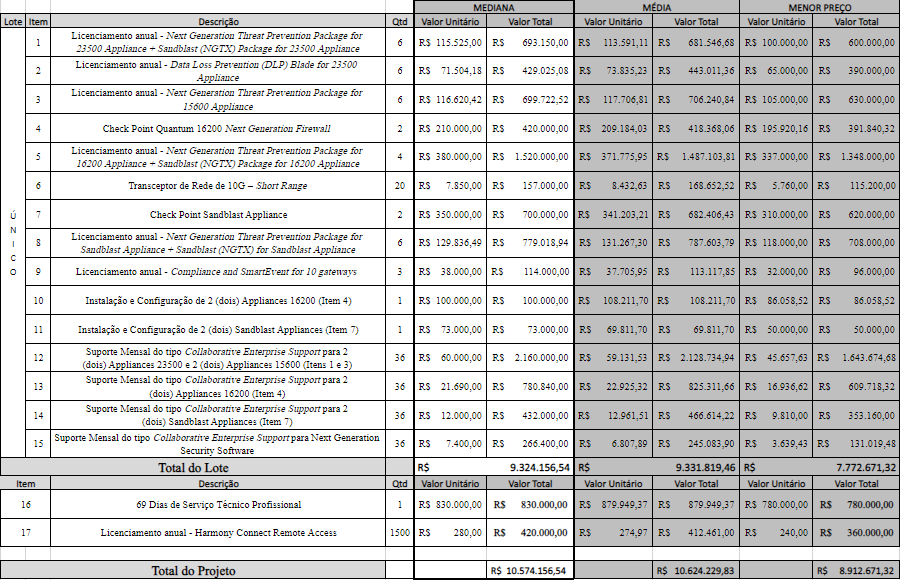 MEDIANA MÉDIA MENOR PREÇO
Lote Item Descrição Qtd Valor Unitário Valor Total Valor Unitário Valor Total Valor Unitário Valor Total
ÚNICO
1 Licenciamento anual - Next Generation Threat Prevention Package for 23500 Appliance + Sandblast (NGTX) Package for 23500 Appliance 6 R$ 115.525,00 R$ 693.150,00 R$ 113.591,11 R$ 681.546,68 R$ 100.000,00 R$ 600.000,00
2 Licenciamento anual - Data Loss Prevention (DLP) Blade for 23500 Appliance 6 R$ 71.504,18 R$ 429.025,08 R$ 73.835,23 R$ 443.011,36 R$ 65.000,00 R$ 390.000,00
3 Licenciamento anual - Next Generation Threat Prevention Package for 15600 Appliance 6 R$ 116.620,42 R$ 699.722,52 R$ 117.706,81 R$ 706.240,84 R$ 105.000,00 R$ 630.000,00
4 Check Point Quantum 16200 Next Generation Firewall 2 R$ 210.000,00 R$ 420.000,00 R$ 209.184,03 R$ 418.368,06 R$ 195.920,16 R$ 391.840,32
5 Licenciamento anual - Next Generation Threat Prevention Package for 16200 Appliance + Sandblast (NGTX) Package for 16200 Appliance 4 R$ 380.000,00 R$ 1.520.000,00 R$ 371.775,95 R$ 1.487.103,81 R$ 337.000,00 R$ 1.348.000,00
6 Transceptor de Rede de 10G – Short Range 20 R$ 7.850,00 R$ 157.000,00 R$ 8.432,63 R$ 168.652,52 R$ 5.760,00 R$ 115.200,00
7 Check Point Sandblast Appliance 2 R$ 350.000,00 R$ 700.000,00 R$ 341.203,21 R$ 682.406,43 R$ 310.000,00 R$ 620.000,00
8 Licenciamento anual - Next Generation Threat Prevention Package for Sandblast Appliance + Sandblast (NGTX) for Sandblast Appliance 6 R$ 129.836,49 R$ 779.018,94 R$ 131.267,30 R$ 787.603,79 R$ 118.000,00 R$ 708.000,00
9 Licenciamento anual - Compliance and SmartEvent for 10 gateways 3 R$ 38.000,00 R$ 114.000,00 R$ 37.705,95 R$ 113.117,85 R$ 32.000,00 R$ 96.000,00
10 Instalação e Configuração de 2 (dois) Appliances 16200 (Item 4) 1 R$ 100.000,00 R$ 100.000,00 R$ 108.211,70 R$ 108.211,70 R$ 86.058,52 R$ 86.058,52
11 Instalação e Configuração de 2 (dois) Sandblast Appliances (Item 7) 1 R$ 73.000,00 R$ 73.000,00 R$ 69.811,70 R$ 69.811,70 R$ 50.000,00 R$ 50.000,00
12 Suporte Mensal do tipo Collaborative Enterprise Support para 2 (dois) Appliances 23500 e 2 (dois) Appliances 15600 (Itens 1 e 3) 36 R$ 60.000,00 R$ 2.160.000,00 R$ 59.131,53 R$ 2.128.734,94 R$ 45.657,63 R$ 1.643.674,68
13 Suporte Mensal do tipo Collaborative Enterprise Support para 2 (dois) Appliances 16200 (Item 4) 36 R$ 21.690,00 R$ 780.840,00 R$ 22.925,32 R$ 825.311,66 R$ 16.936,62 R$ 609.718,32
14 Suporte Mensal do tipo Collaborative Enterprise Support para 2 (dois) Sandblast Appliances (Item 7) 36 R$ 12.000,00 R$ 432.000,00 R$ 12.961,51 R$ 466.614,22 R$ 9.810,00 R$ 353.160,00
15 Suporte Mensal do tipo Collaborative Enterprise Support para Next Generation Security Software 36 R$ 7.400,00 R$ 266.400,00 R$ 6.807,89 R$ 245.083,90 R$ 3.639,43 R$ 131.019,48
Total do Lote R$ 9.324.156,54 R$ 9.331.819,46 R$ 7.772.671,32
Item Descrição Qtd Valor Unitário Valor Total Valor Unitário Valor Total Valor Unitário Valor Total
16 69 Dias de Serviço Técnico Profissional 1 R$ 830.000,00 R$ 830.000,00 R$ 879.949,37 R$ 879.949,37 R$ 780.000,00 R$ 780.000,00
17 Licenciamento anual - Harmony Connect Remote Access 1500 R$ 280,00 R$ 420.000,00 R$ 274,97 R$ 412.461,00 R$ 240,00 R$ 360.000,00
Total do Projeto R$ 10.574.156,54 R$ 10.624.229,83 R$ 8.912.671,32